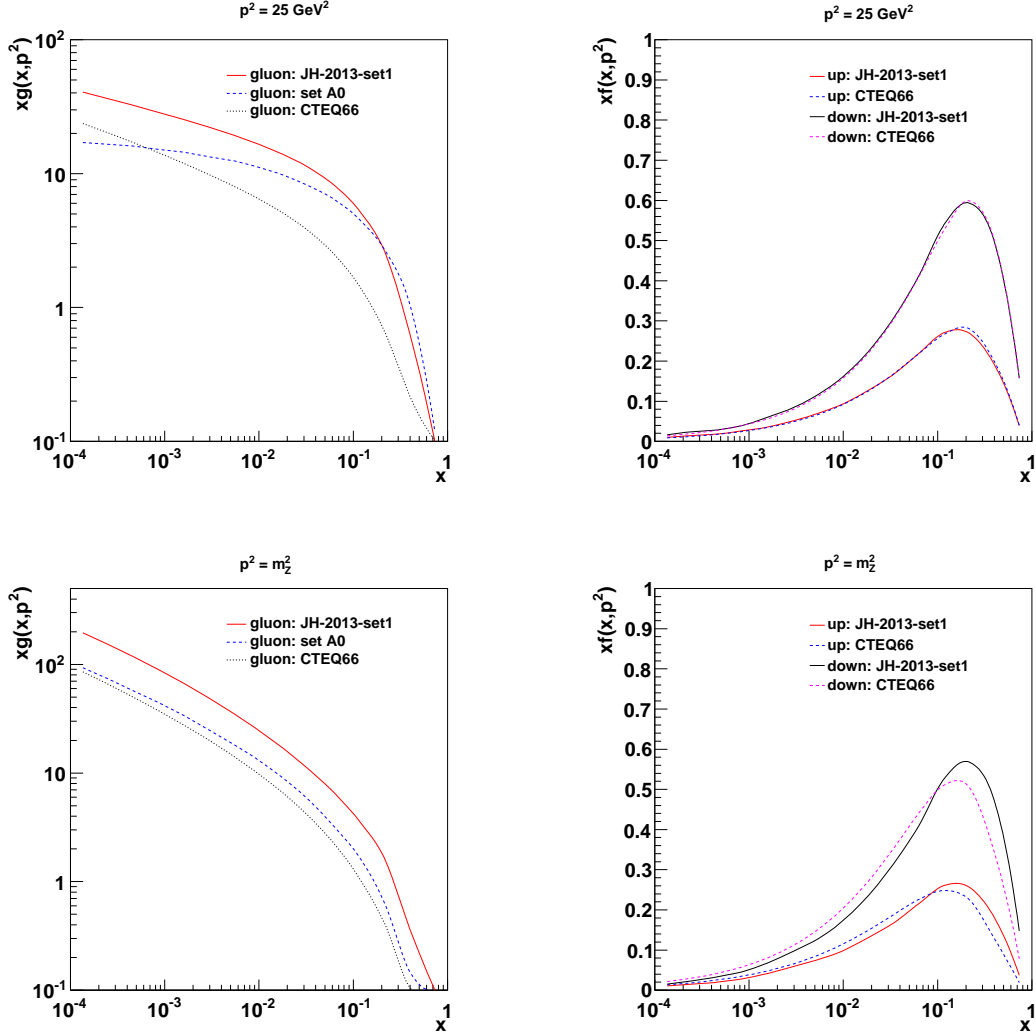 p² = 25 GeV²
xg(x,p²)
10²
10
1
10⁻¹
gluon: JH-2013-set1
gluon: set A0
gluon: CTEQ66
10⁻⁴ 10⁻³ 10⁻² 10⁻¹ 1
x
p² = 25 GeV²
xf(x,p²)
1
0.9
0.8
0.7
0.6
0.5
0.4
0.3
0.2
0.1
0
up: JH-2013-set1
up: CTEQ66
down: JH-2013-set1
down: CTEQ66
10⁻⁴ 10⁻³ 10⁻² 10⁻¹ 1
x
p² = m²_Z
xg(x,p²)
10²
10
1
10⁻¹
gluon: JH-2013-set1
gluon: set A0
gluon: CTEQ66
10⁻⁴ 10⁻³ 10⁻² 10⁻¹ 1
x
p² = m²_Z
xf(x,p²)
1
0.9
0.8
0.7
0.6
0.5
0.4
0.3
0.2
0.1
0
up: JH-2013-set1
up: CTEQ66
down: JH-2013-set1
down: CTEQ66
10⁻⁴ 10⁻³ 10⁻² 10⁻¹ 1
x